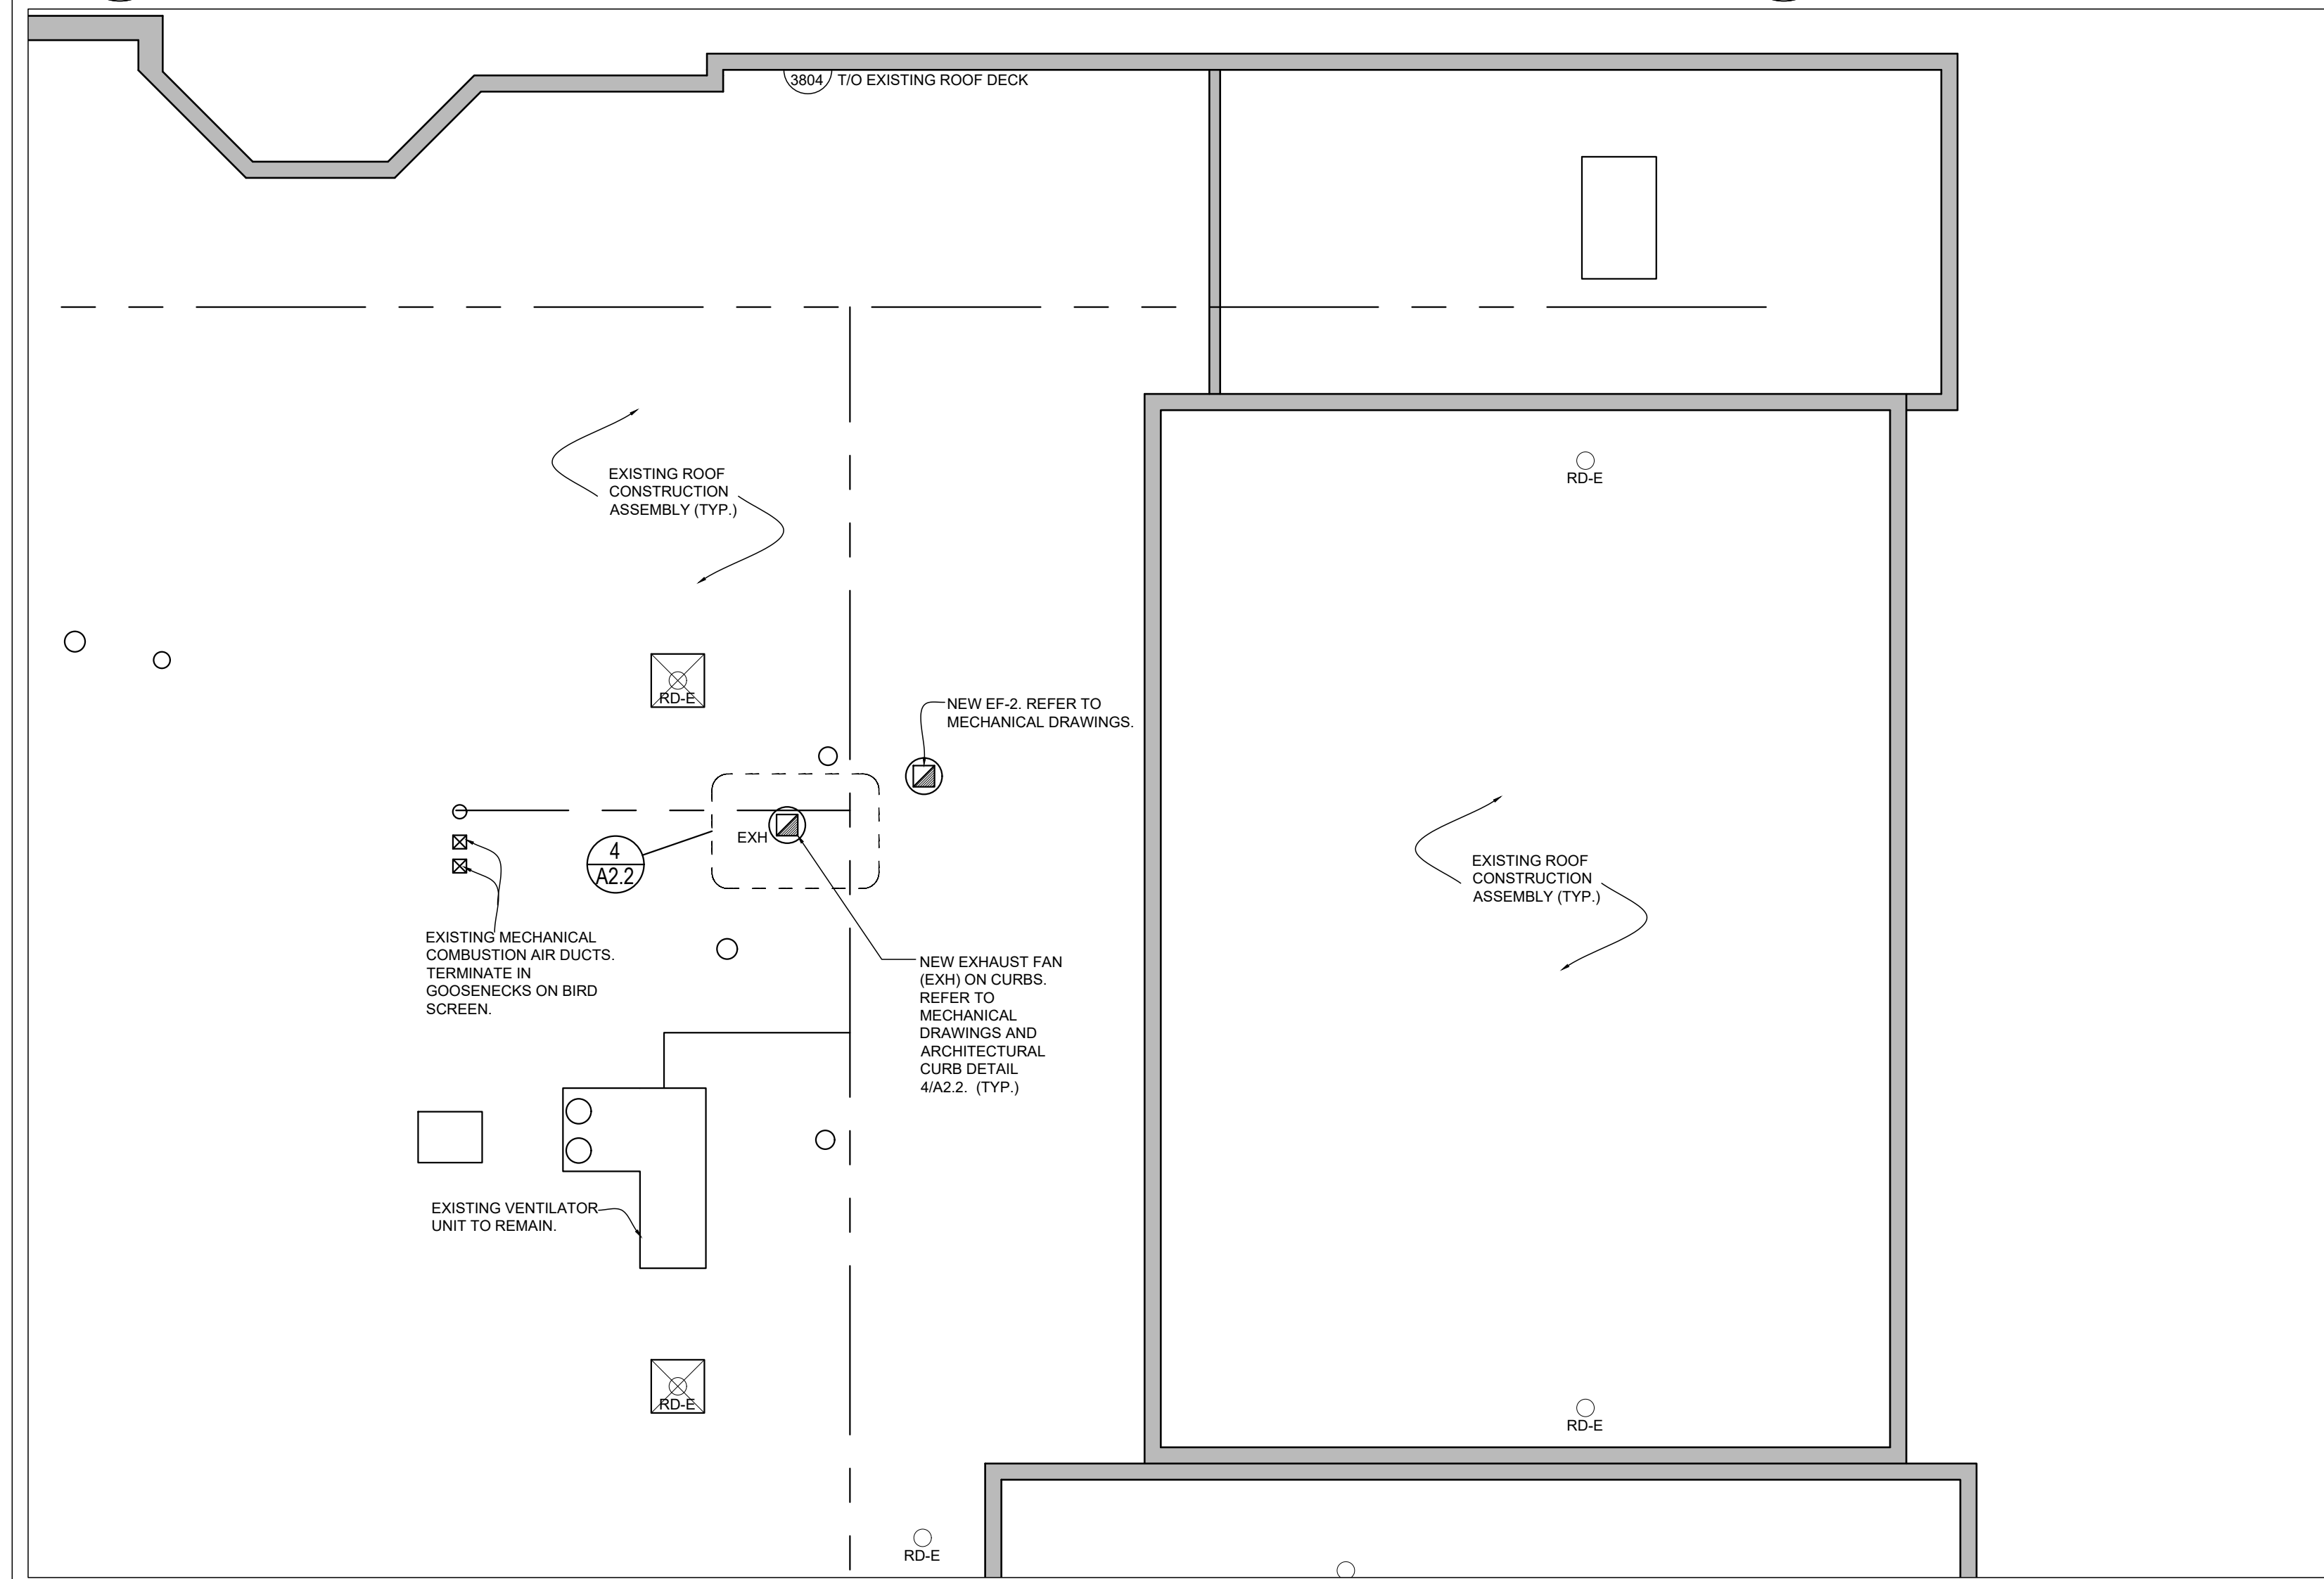 3804 T/O EXISTING ROOF DECK
EXISTING ROOF
CONSTRUCTION
ASSEMBLY (TYP.)
RD-E
RD-E
NEW EF-2. REFER TO
MECHANICAL DRAWINGS.
EXH
4
A2.2
EXISTING ROOF
CONSTRUCTION
ASSEMBLY (TYP.)
EXISTING MECHANICAL
COMBUSTION AIR DUCTS.
TERMINATE IN
GOOSENECKS ON BIRD
SCREEN.
NEW EXHAUST FAN
(EXH) ON CURBS.
REFER TO
MECHANICAL
DRAWINGS AND
ARCHITECTURAL
CURB DETAIL
4/A2.2. (TYP.)
EXISTING VENTILATOR
UNIT TO REMAIN.
RD-E
RD-E
RD-E